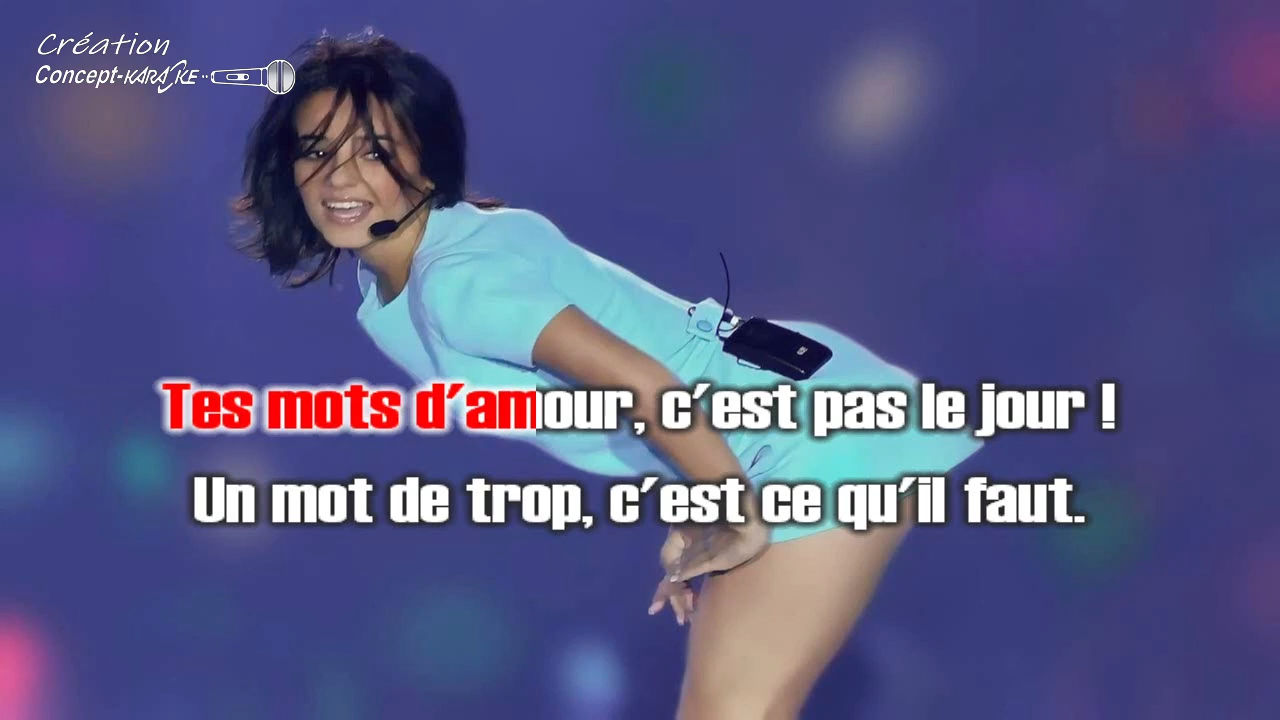 Création
Concept-KARAOKE
Tes mots d'amour, c'est pas le jour !
Un mot de trop, c'est ce qu'il faut.